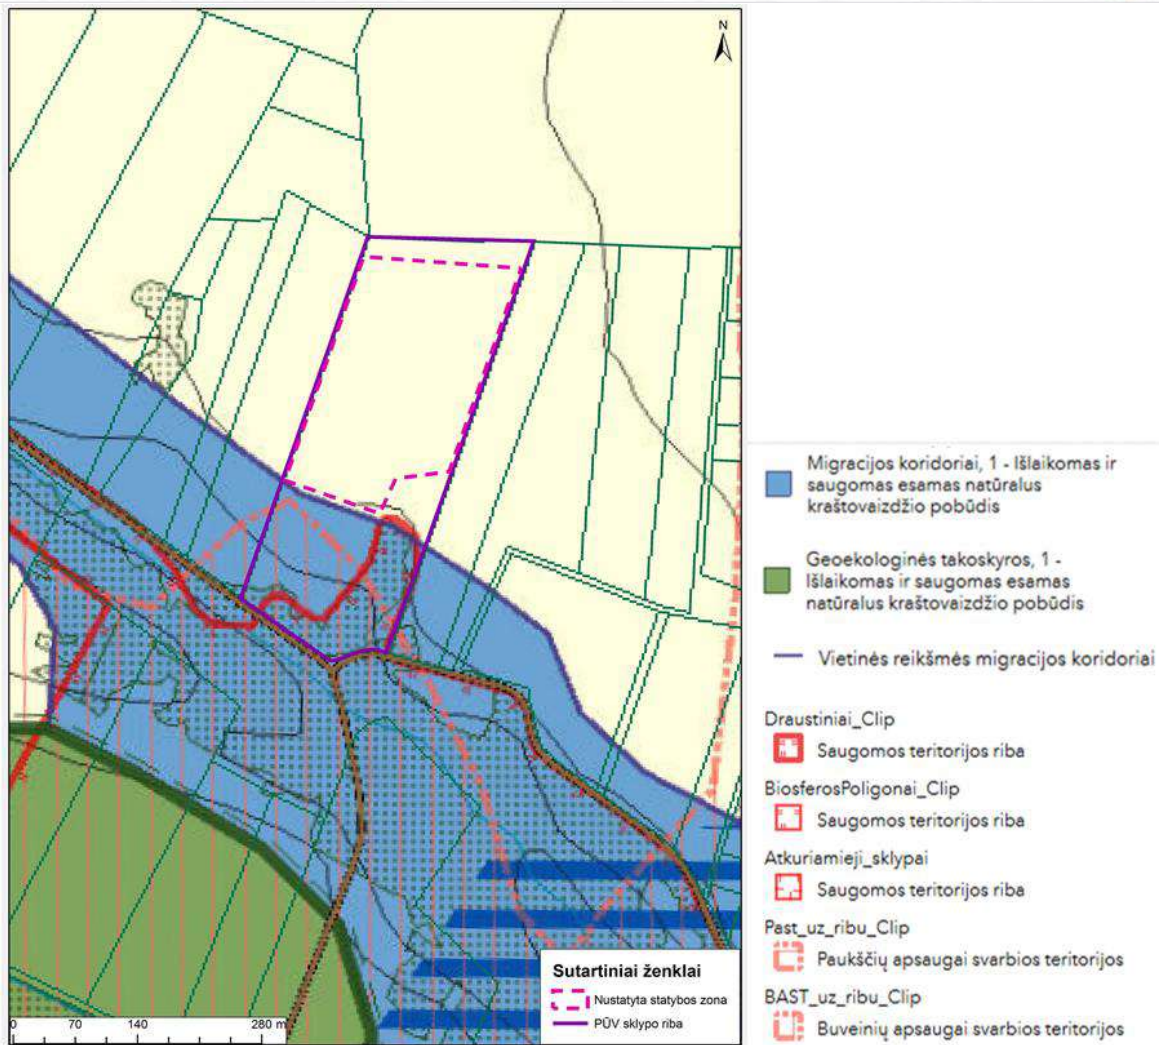 N
Sutartiniai ženklai
Nustatyta statybos zona
PŪV sklypo riba
0 70 140 280 m
Migracijos koridoriai, 1 - Išlaikomas ir
saugomas esamas natūralus
kraštovaizdžio pobūdis
Geoekologinės takoskyros, 1 -
Išlaikomas ir saugomas esamas
natūralus kraštovaizdžio pobūdis
Vietinės reikšmės migracijos koridoriai
Draustiniai_Clip
Saugomos teritorijos riba
BiosferosPoligonai_Clip
Saugomos teritorijos riba
Atkuriamieji_sklypai
Saugomos teritorijos riba
Past_uz_ribu_Clip
Paukščių apsaugai svarbios teritorijos
BAST_uz_ribu_Clip
Buveinių apsaugai svarbios teritorijos